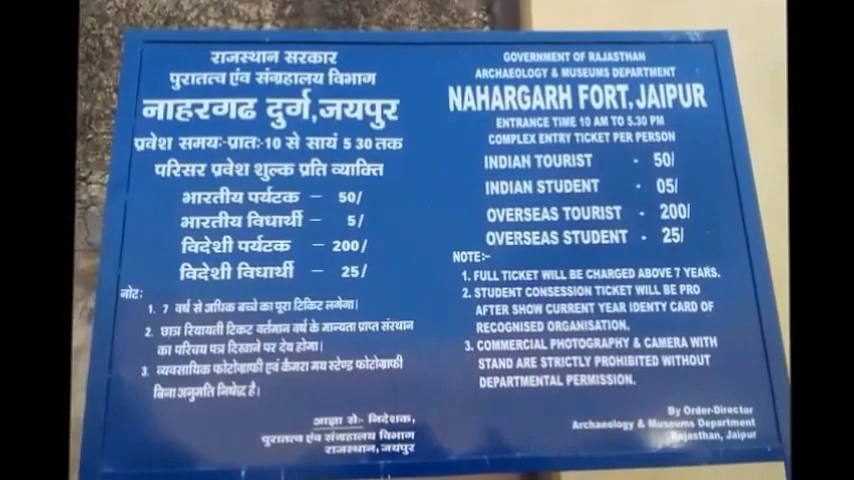 राजस्थान सरकार
पुरातत्व एंव संग्रहालय विभाग
नाहरगढ दुर्ग,जयपुर
प्रवेश समयः-प्रातः-10 से सायं 5 30 तक
परिसर प्रवेश शुल्क प्रति व्याक्ति
भारतीय पर्यटक – 50/
भारतीय विधार्थी – 5/
विदेशी पर्यटक – 200/
विदेशी विधार्थी – 25/
नोटः
1. 7 वर्ष से अधिक बच्चे का पूरा टिकिट लगेगा।
2. छात्र रियायती टिकट वर्तमान वर्ष के मान्यता प्राप्त संस्थान
का परिचय पत्र दिखाने पर देय होगा।
3. व्यवसायिक फोटोग्राफी एवं कैमरा मय स्टेण्ड फोटोग्राफी
बिना अनुमति निषेद्ध है।
आज्ञा सेः- निदेशक,
पुरातत्व एंव संग्रहालय विभाग
राजस्थान, जयपुर
GOVERNMENT OF RAJASTHAN
ARCHAEOLOGY & MUSEUMS DEPARTMENT
NAHARGARH FORT. JAIPUR
ENTRANCE TIME 10 AM TO 5.30 PM
COMPLEX ENTRY TICKET PER PERSON
INDIAN TOURIST - 50/
INDIAN STUDENT - 05/
OVERSEAS TOURIST - 200/
OVERSEAS STUDENT - 25/
NOTE:-
1. FULL TICKET WILL BE CHARGED ABOVE 7 YEARS.
2. STUDENT CONSESSION TICKET WILL BE PRO
AFTER SHOW CURRENT YEAR IDENTY CARD OF
RECOGNISED ORGANISATION.
3. COMMERCIAL PHOTOGRAPHY & CAMERA WITH
STAND ARE STRICTLY PROHIBITED WITHOUT
DEPARTMENTAL PERMISSION.
By Order-Director
Archaeology & Museums Department
Rajasthan, Jaipur